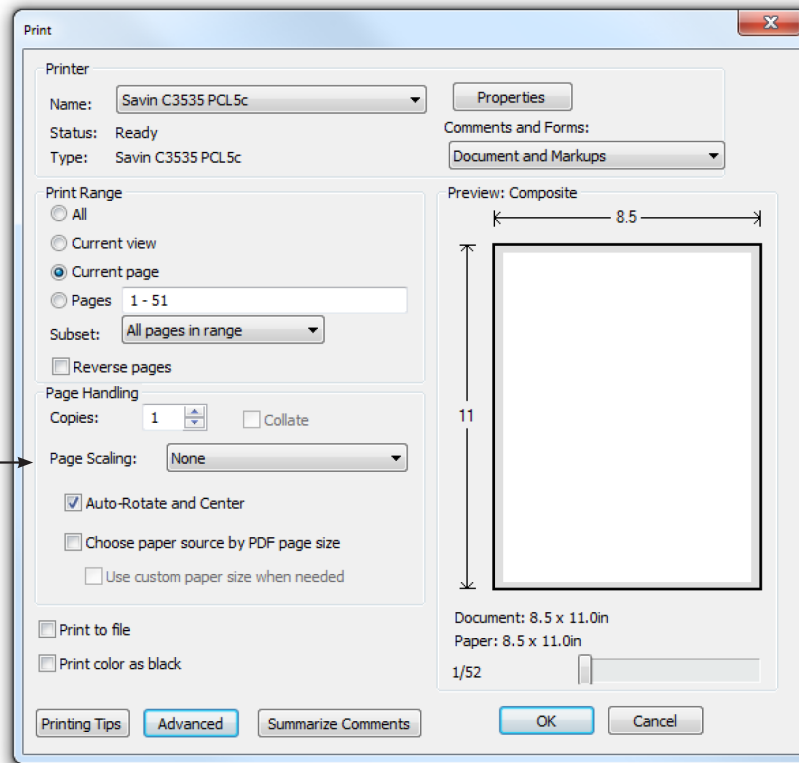 Print
Printer
Name: Savin C3535 PCL5c Properties
Status: Ready Comments and Forms:
Type: Savin C3535 PCL5c Document and Markups
Print Range
All
Current view
Current page
Pages 1 - 51
Subset: All pages in range
Reverse pages
Page Handling
Copies: 1 Collate
Page Scaling: None
Auto-Rotate and Center
Choose paper source by PDF page size
Use custom paper size when needed
Print to file
Print color as black
Preview: Composite
8.5
11
Document: 8.5 x 11.0in
Paper: 8.5 x 11.0in
1/52
Printing Tips Advanced Summarize Comments OK Cancel